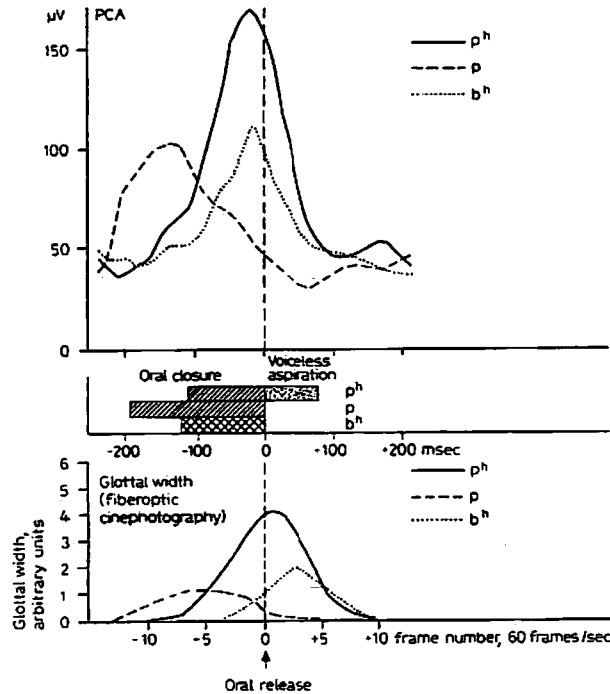 µV PCA
pʰ
p
bʰ
150
100
50
0
Oral closure Voiceless aspiration
pʰ
p
bʰ
-200 -100 0 +100 msec +200
6
5
4
3
2
1
0
Glottal width
(fiberoptic
cinephotography)
pʰ
p
bʰ
Glottal width,
arbitrary units
-10 -5 0 +5 +10 frame number, 60 frames/sec
Oral release